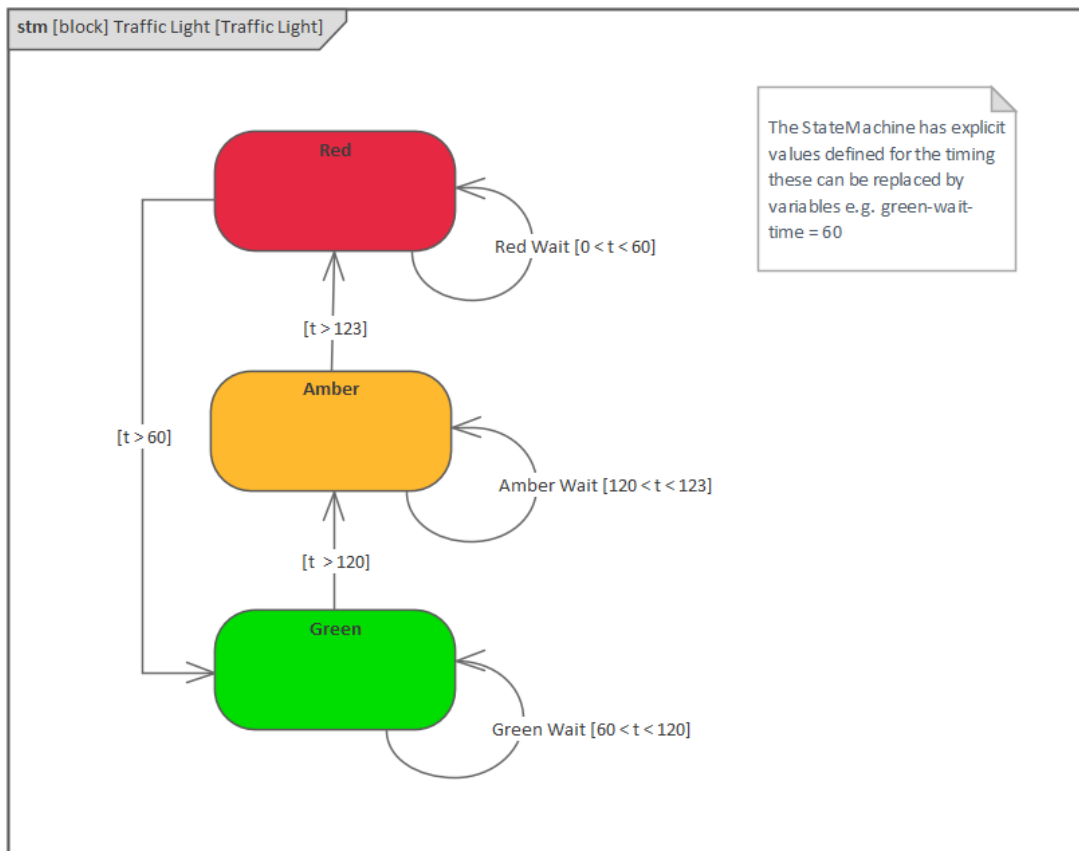 stm [block] Traffic Light [Traffic Light]
The StateMachine has explicit
values defined for the timing
these can be replaced by
variables e.g. green-wait-
time = 60
Red
Red Wait [0 < t < 60]
[t > 123]
Amber
[t > 60]
Amber Wait [120 < t < 123]
[t  > 120]
Green
Green Wait [60 < t < 120]